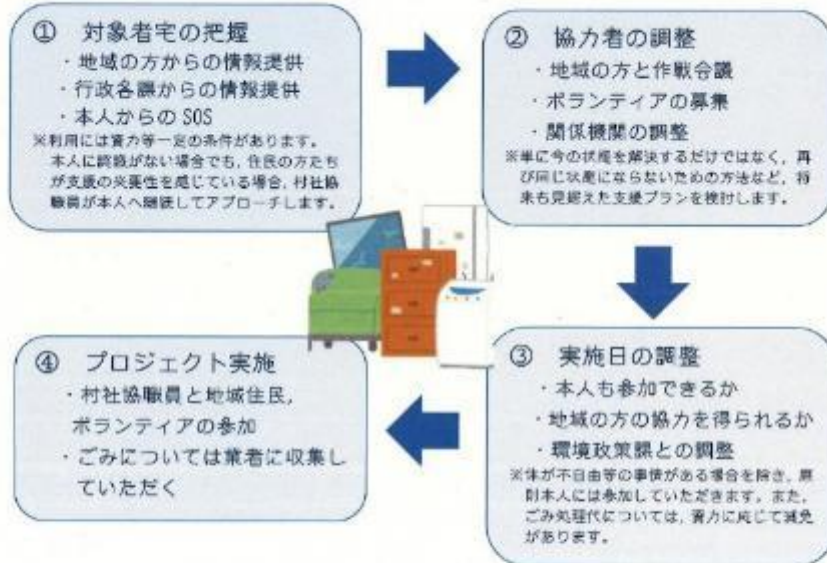 ① 対象者宅の把握
・地域の方からの情報提供
・行政各課からの情報提供
・本人からの SOS
※利用には資力等一定の条件があります。
本人に認識がない場合でも，住民の方たち
が支援の必要性を感じている場合，村社協
職員が本人へ継続してアプローチします。
② 協力者の調整
・地域の方と作戦会議
・ボランティアの募集
・関係機関の調整
※単に今の状態を解決するだけではなく，再
び同じ状態にならないための方法など，将
来も見据えた支援プランを検討します。
③ 実施日の調整
・本人も参加できるか
・地域の方の協力を得られるか
・環境政策課との調整
※体が不自由等の事情がある場合を除き，原
則本人には参加していただきます。また，
ごみ処理代については，資力に応じて減免
があります。
④ プロジェクト実施
・村社協職員と地域住民，
ボランティアの参加
・ごみについては業者に収集し
ていただく